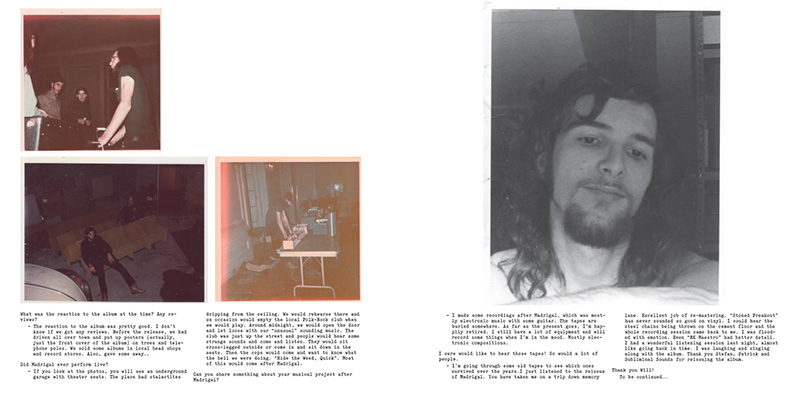 What was the reaction to the album at the time? Any re-
views?
- The reaction to the album was pretty good. I don't
know if we got any reviews. Before the release, we had
driven all over town and put up posters (actually,
just the front cover of the album) on trees and tele-
phone poles. We sold some albums in local head shops
and record stores. Also, gave some away..
Did Madrigal ever perform live?
- If you look at the photos, you will see an underground
garage with theater seats. The place had stalactites
dripping from the ceiling. We would rehearse there and
on occasion would empty the local Folk-Rock club when
we would play. Around midnight, we would open the door
and let loose with our "unusual" sounding music. The
club was just up the street and people would hear some
strange sounds and come and listen. They would sit
cross-legged outside or come in and sit down in the
seats. Then the cops would come and want to know what
the hell we were doing. "Hide the Weed, Quick". Most
of this would come after Madrigal.
Can you share something about your musical project after
Madrigal?
- I made some recordings after Madrigal, which was most-
ly electronic music with some guitar. The tapes are
buried somewhere. As far as the present goes, I'm hap-
pily retired. I still have a lot of equipment and will
record some things when I'm in the mood. Mostly elec-
tronic compositions.
I sure would like to hear those tapes! So would a lot of
people.
- I'm going through some old tapes to see which ones
survived over the years.I just listened to the reissue
of Madrigal. You have taken me on a trip down memory
lane. Excellent job of re-mastering. "Stoned Freakout"
has never sounded so good on vinyl. I could hear the
steel chains being thrown on the cement floor and the
whole recording session came back to me. I was flood-
ed with emotion. Even "ME Maestro" had better detail.
I had a wonderful listening session last night, almost
like going back in time. I was laughing and singing
along with the album. Thank you Stefan, Patrick and
Subliminal Sounds for reissuing the album.
Thank you Will!
To be continued..